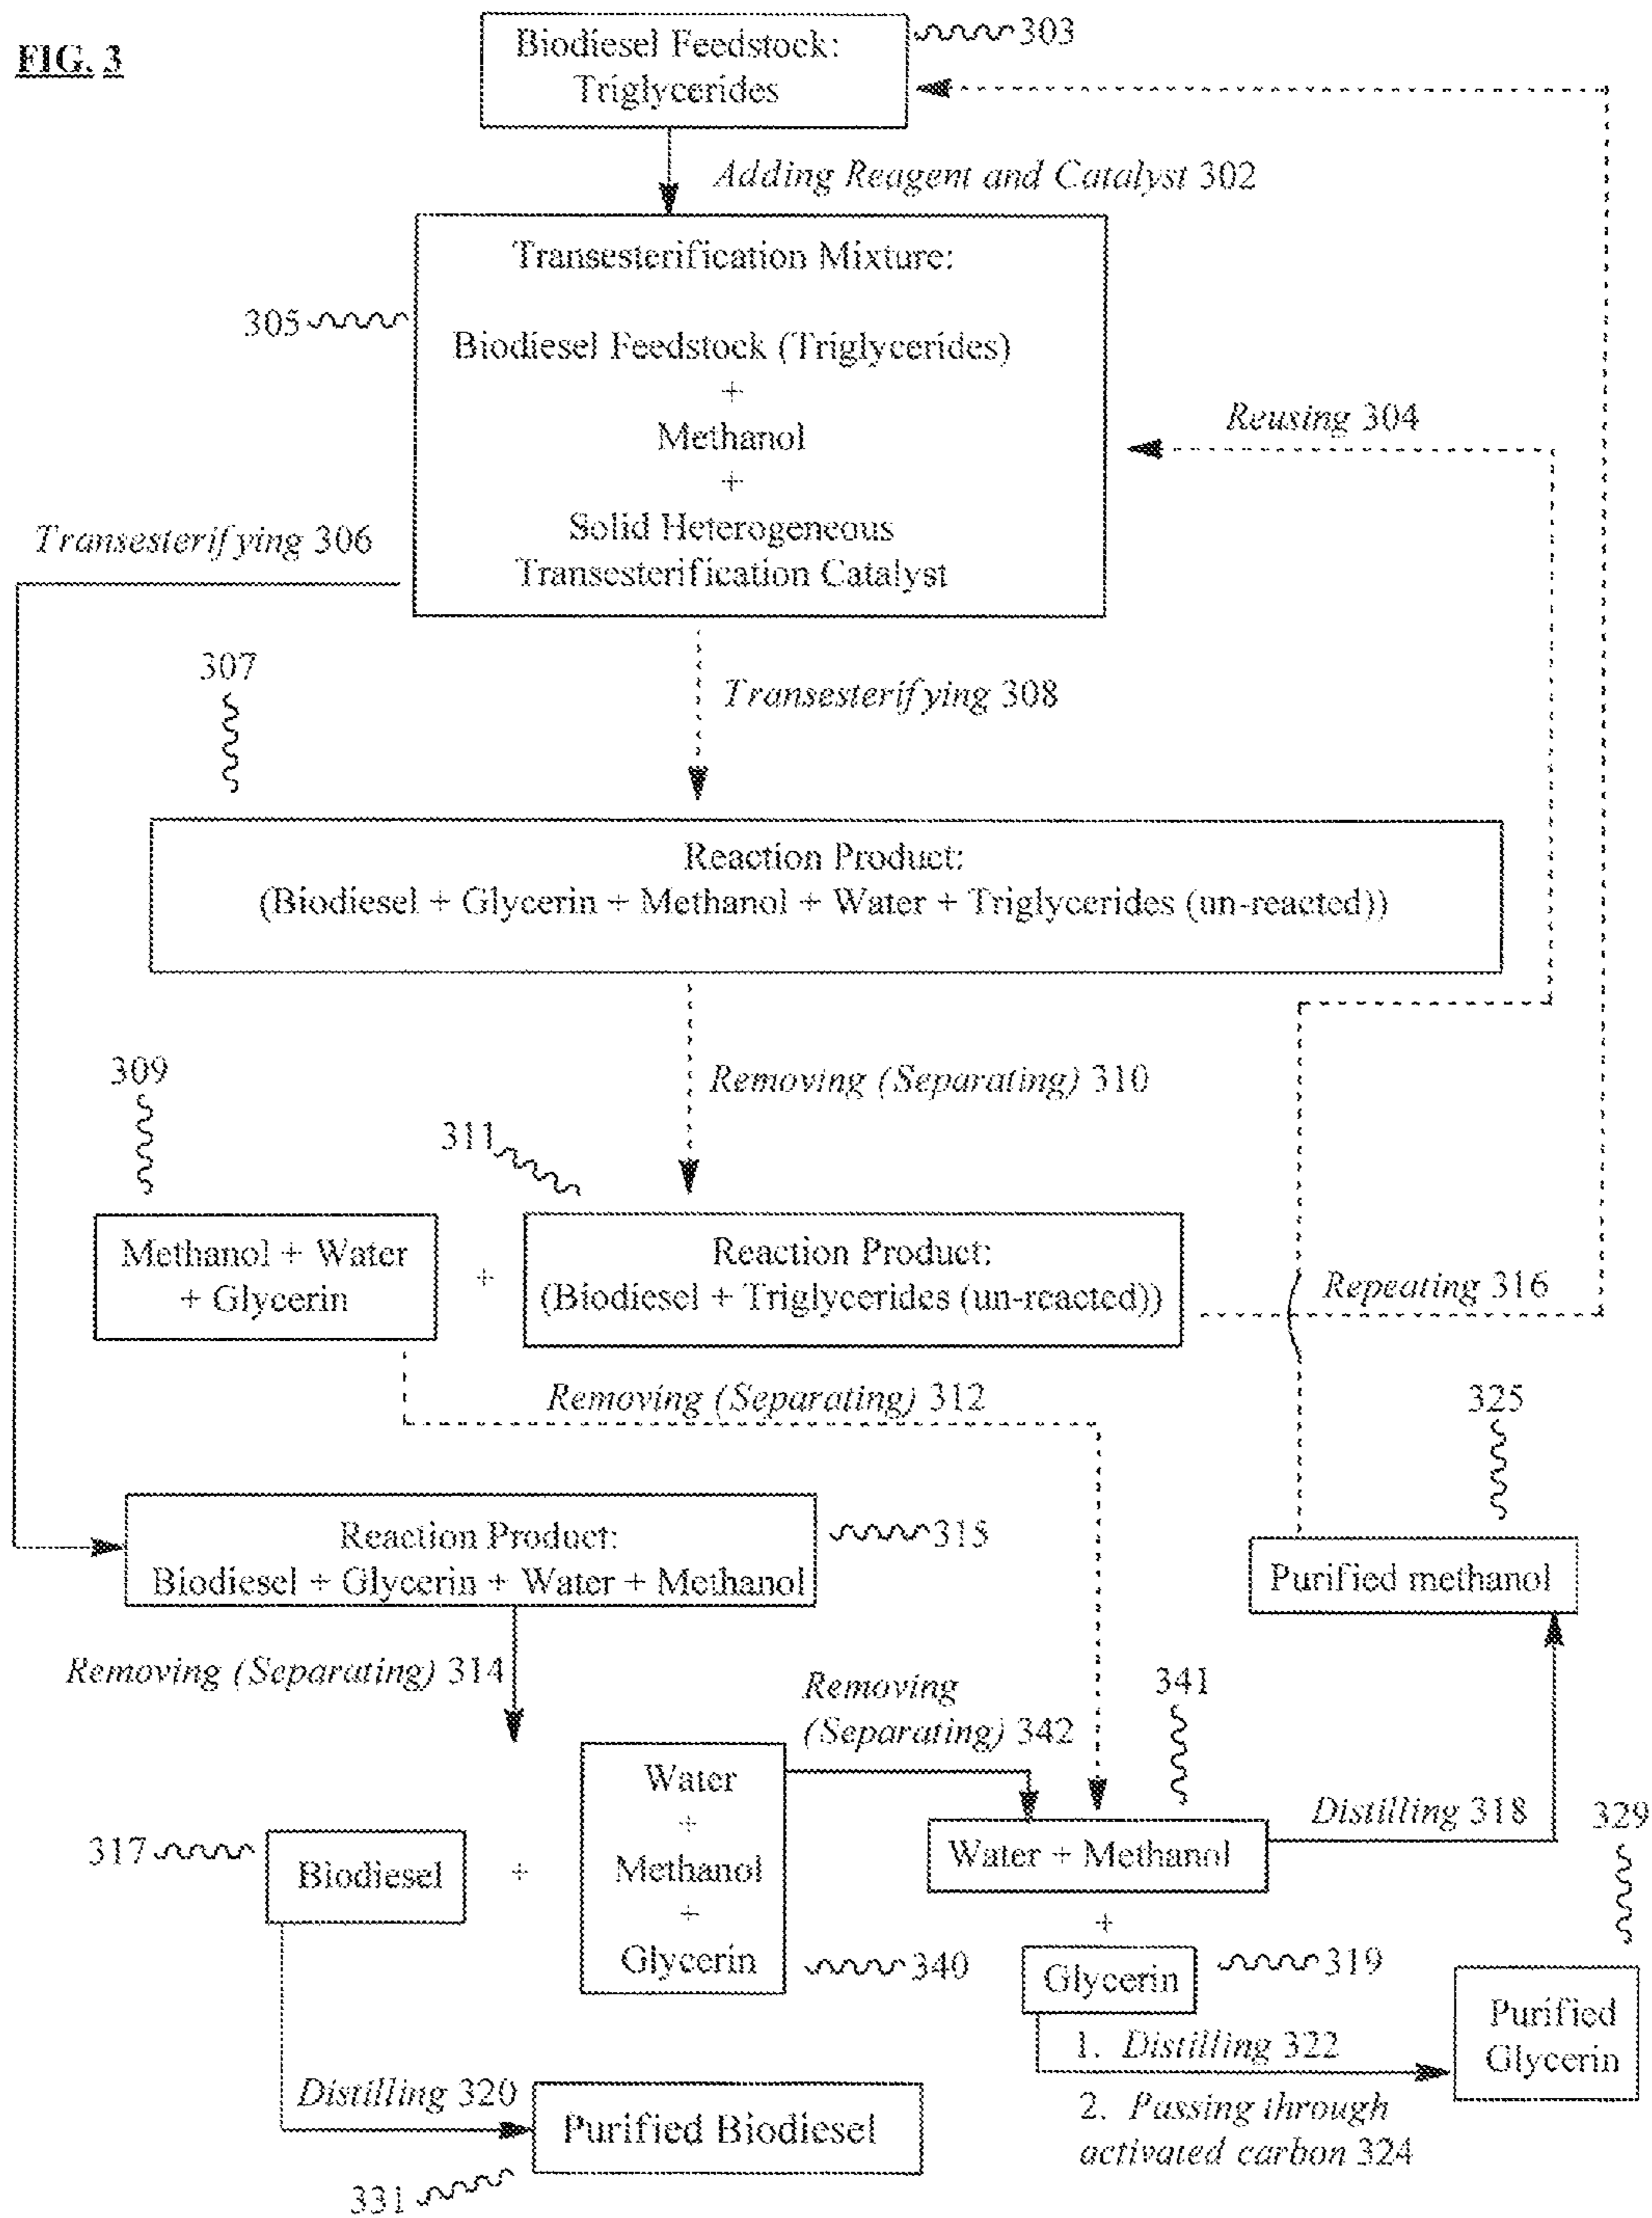 FIG. 3
Biodiesel Feedstock:
Triglycerides
303
Adding Reagent and Catalyst 302
Transesterification Mixture:
305
Biodiesel Feedstock (Triglycerides)
+
Methanol
+
Solid Heterogeneous
Transesterification Catalyst
Reusing 304
Transesterifying 306
307
Transesterifying 308
Reaction Product:
(Biodiesel + Glycerin + Methanol + Water + Triglycerides (un-reacted))
309
Removing (Separating) 310
311
Methanol + Water
+ Glycerin
+
Reaction Product:
(Biodiesel + Triglycerides (un-reacted))
Repeating 316
Removing (Separating) 312
325
Reaction Product:
Biodiesel + Glycerin + Water + Methanol
315
Purified methanol
Removing (Separating) 314
Removing
(Separating) 342
341
Water
+
Methanol
+
Glycerin
340
317
Biodiesel
+
Water + Methanol
Distilling 318
329
+
Glycerin
319
Purified
Glycerin
1. Distilling 322
2. Passing through
activated carbon 324
Distilling 320
Purified Biodiesel
331